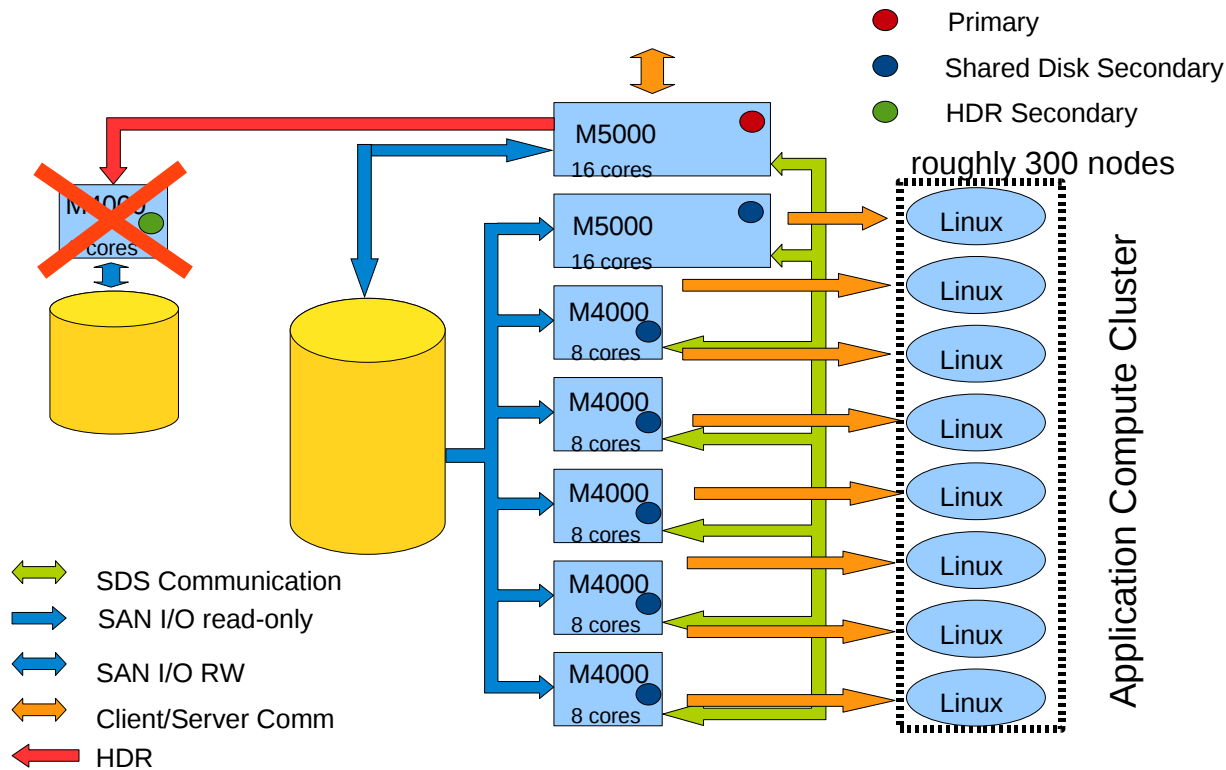 Primary
Shared Disk Secondary
HDR Secondary
roughly 300 nodes
M5000
16 cores
M5000
16 cores
M4000
8 cores
M4000
8 cores
M4000
8 cores
M4000
8 cores
M4000
8 cores
M4000
cores
Linux
Linux
Linux
Linux
Linux
Linux
Linux
Linux
Application Compute Cluster
SDS Communication
SAN I/O read-only
SAN I/O RW
Client/Server Comm
HDR